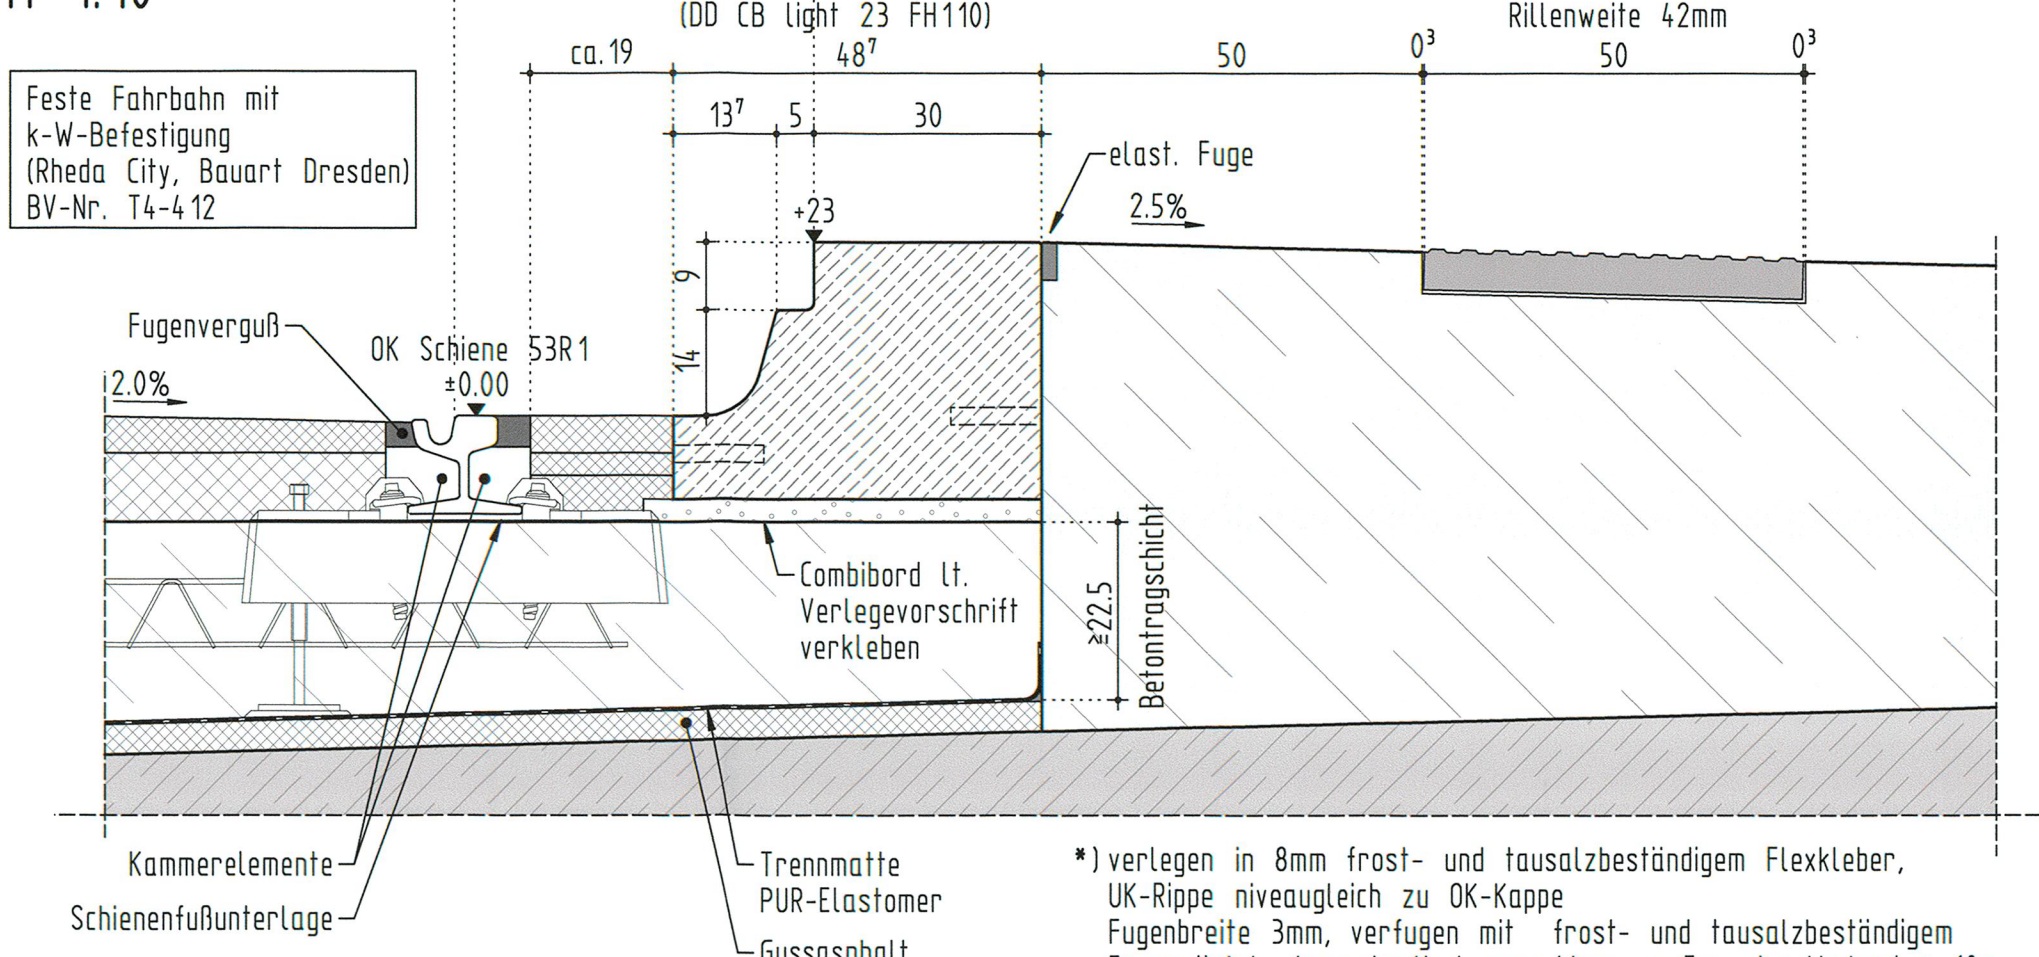 (DD CB light 23 FH110)
Rillenweite 42mm
ca.19
48⁷
50
0³
50
0³
Feste Fahrbahn mit
k-W-Befestigung
(Rheda City, Bauart Dresden)
BV-Nr. T4-412
13⁷
5
30
elast. Fuge
+23
2.5%
9
Fugenverguß
OK Schiene 53R1
±0.00
14
2.0%
Combibord lt.
Verlegevorschrift
verkleben
≥22.5
Betontragschicht
Kammerelemente
Schienenfußunterlage
Trennmatte
PUR-Elastomer
Gussasphalt
*) verlegen in 8mm frost- und tausalzbeständigem Flexkleber,
UK-Rippe niveaugleich zu OK-Kappe
Fugenbreite 3mm, verfugen mit frost- und tausalzbeständigem